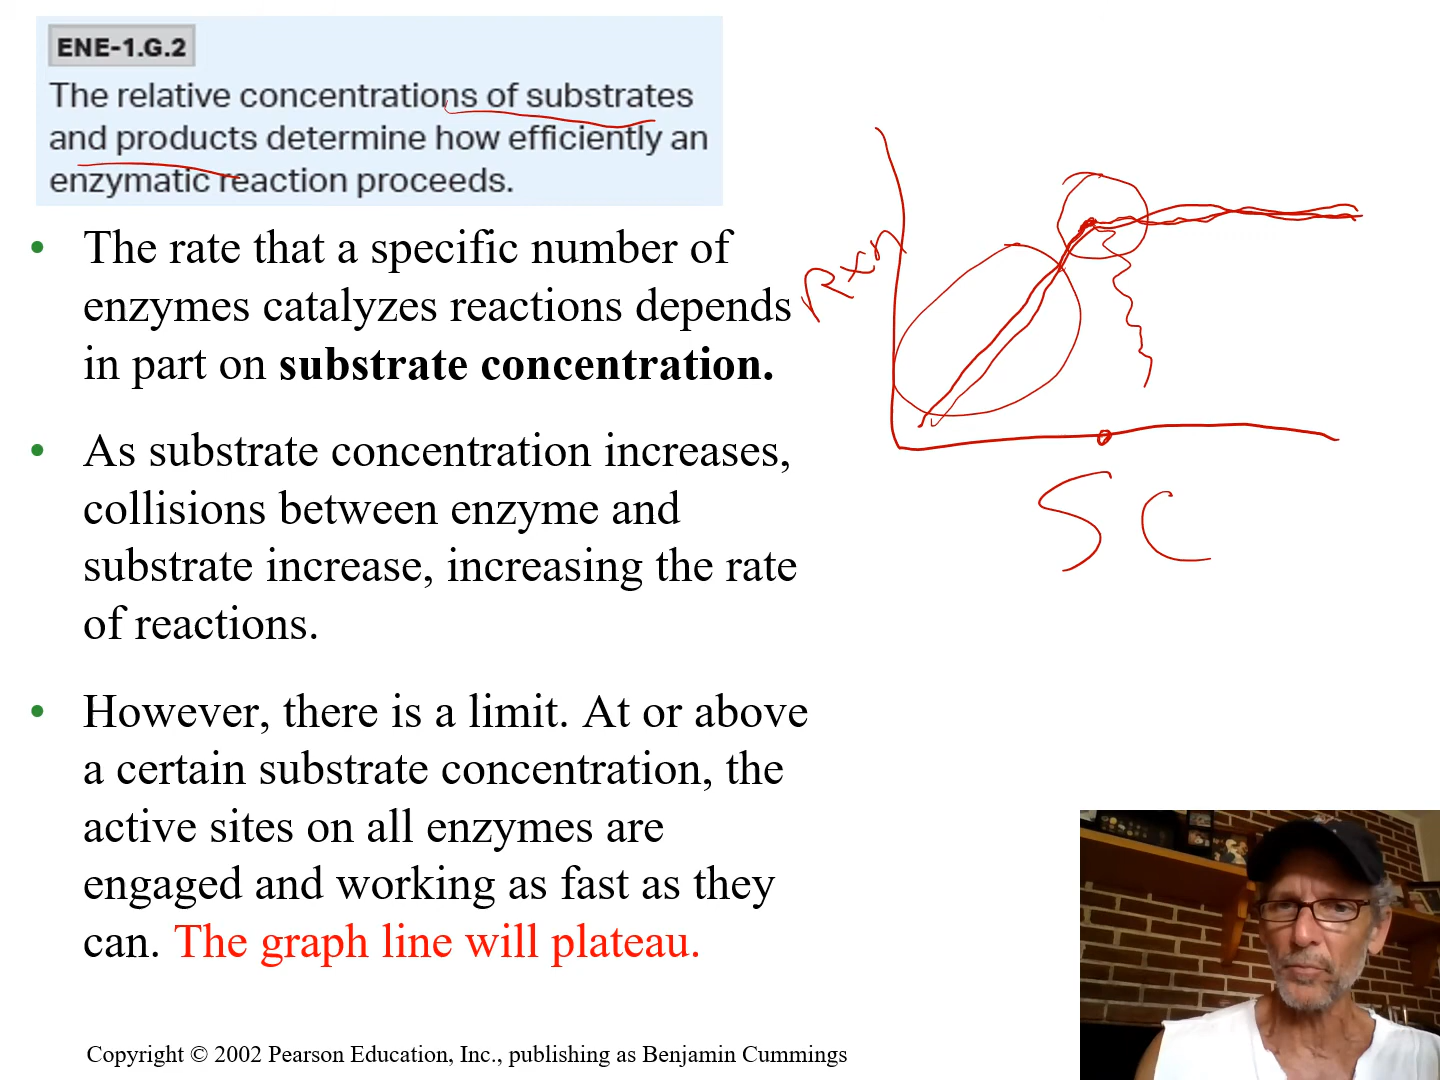 ENE-1.G.2
The relative concentrations of substrates
and products determine how efficiently an
enzymatic reaction proceeds.
• The rate that a specific number of
enzymes catalyzes reactions depends
in part on substrate concentration.
• As substrate concentration increases,
collisions between enzyme and
substrate increase, increasing the rate
of reactions.
• However, there is a limit. At or above
a certain substrate concentration, the
active sites on all enzymes are
engaged and working as fast as they
can. The graph line will plateau.
Rxn
SC
Copyright © 2002 Pearson Education, Inc., publishing as Benjamin Cummings